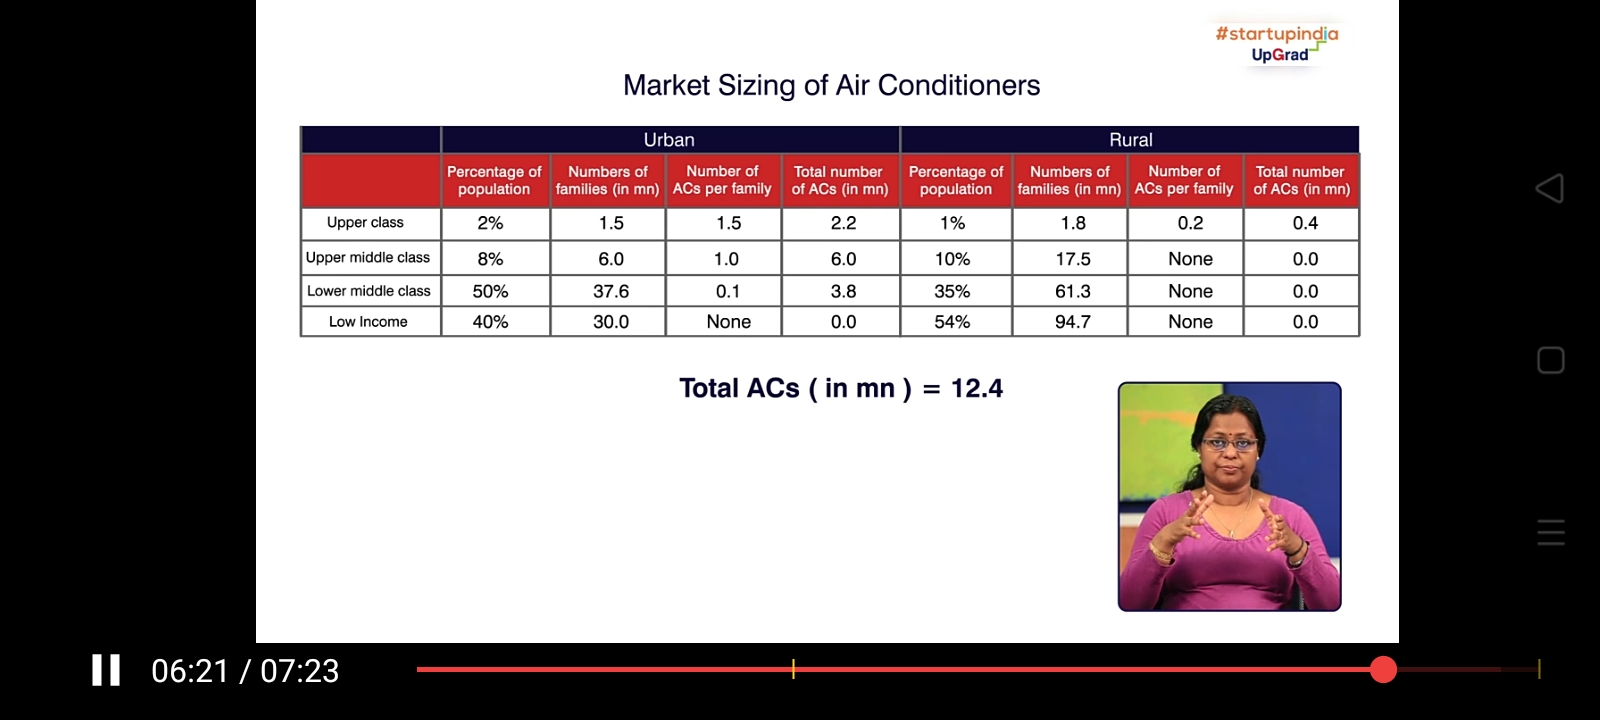 #startupindia
UpGrad
Market Sizing of Air Conditioners
Urban Rural
Percentage of population Numbers of families (in mn) Number of ACs per family Total number of ACs (in mn) Percentage of population Numbers of families (in mn) Number of ACs per family Total number of ACs (in mn)
Upper class 2% 1.5 1.5 2.2 1% 1.8 0.2 0.4
Upper middle class 8% 6.0 1.0 6.0 10% 17.5 None 0.0
Lower middle class 50% 37.6 0.1 3.8 35% 61.3 None 0.0
Low Income 40% 30.0 None 0.0 54% 94.7 None 0.0
Total ACs ( in mn ) = 12.4
06:21 / 07:23